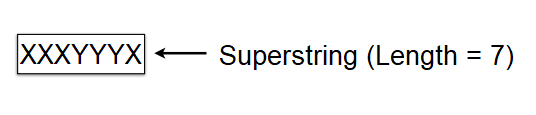 XXXYYYX Superstring (Length = 7)